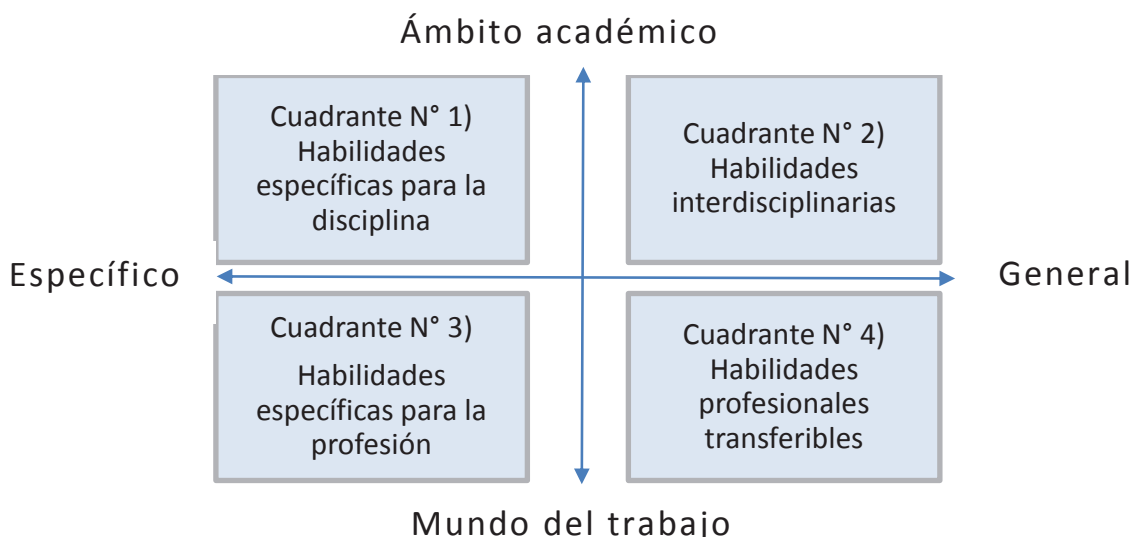 Ámbito académico
Cuadrante N° 1)
Habilidades
específicas para la
disciplina
Cuadrante N° 2)
Habilidades
interdisciplinarias
Específico
General
Cuadrante N° 3)
Habilidades
específicas para la
profesión
Cuadrante N° 4)
Habilidades
profesionales
transferibles
Mundo del trabajo